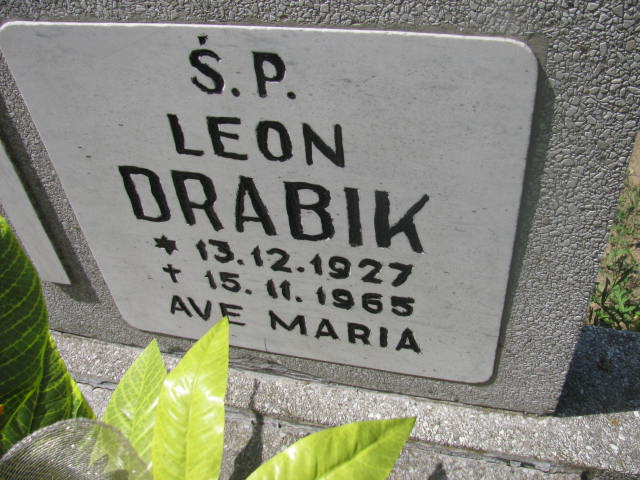 Ś.P.
LEON
DRABIK
* 13.12.1927
† 15.11.1965
AVE MARIA